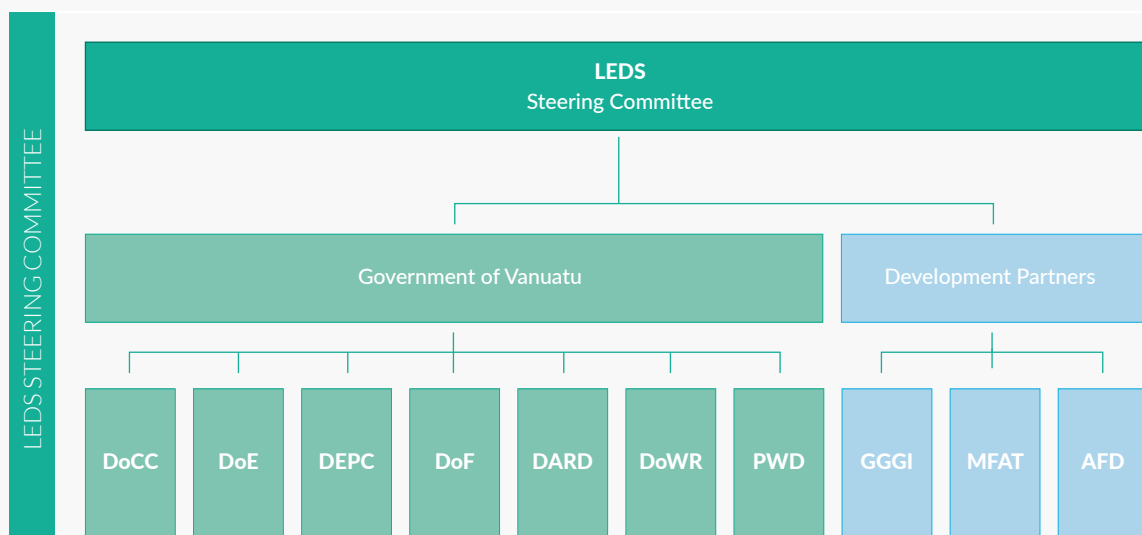 LEDS STEERING COMMITTEE
LEDS
Steering Committee
Government of Vanuatu
Development Partners
DoCC
DoE
DEPC
DoF
DARD
DoWR
PWD
GGGI
MFAT
AFD